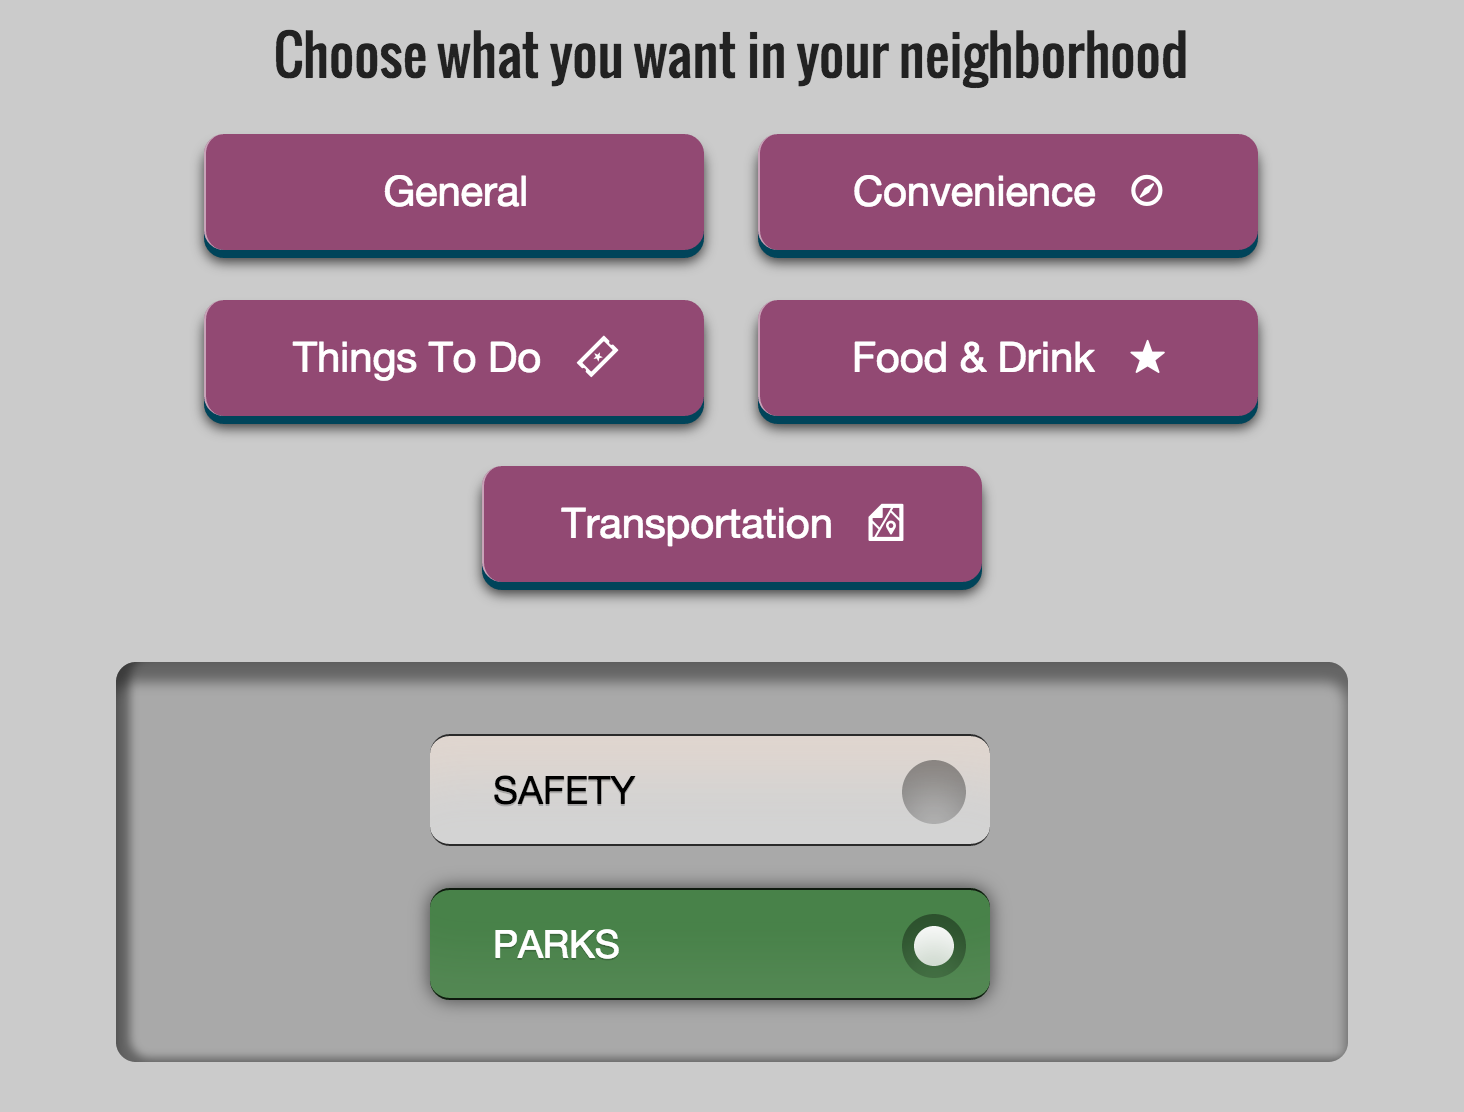 Choose what you want in your neighborhood
General
Convenience
Things To Do
Food & Drink
Transportation
SAFETY
PARKS